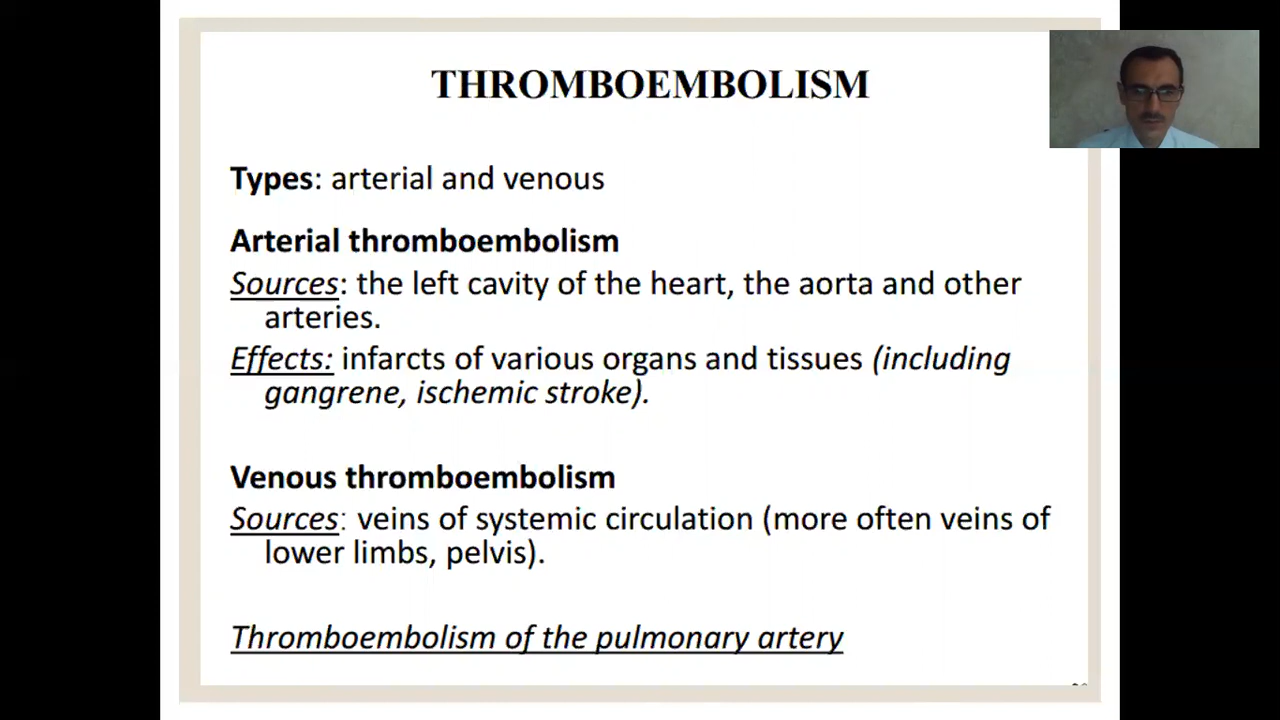 THROMBOEMBOLISM
Types: arterial and venous
Arterial thromboembolism
Sources: the left cavity of the heart, the aorta and other
arteries.
Effects: infarcts of various organs and tissues (including
gangrene, ischemic stroke).
Venous thromboembolism
Sources: veins of systemic circulation (more often veins of
lower limbs, pelvis).
Thromboembolism of the pulmonary artery